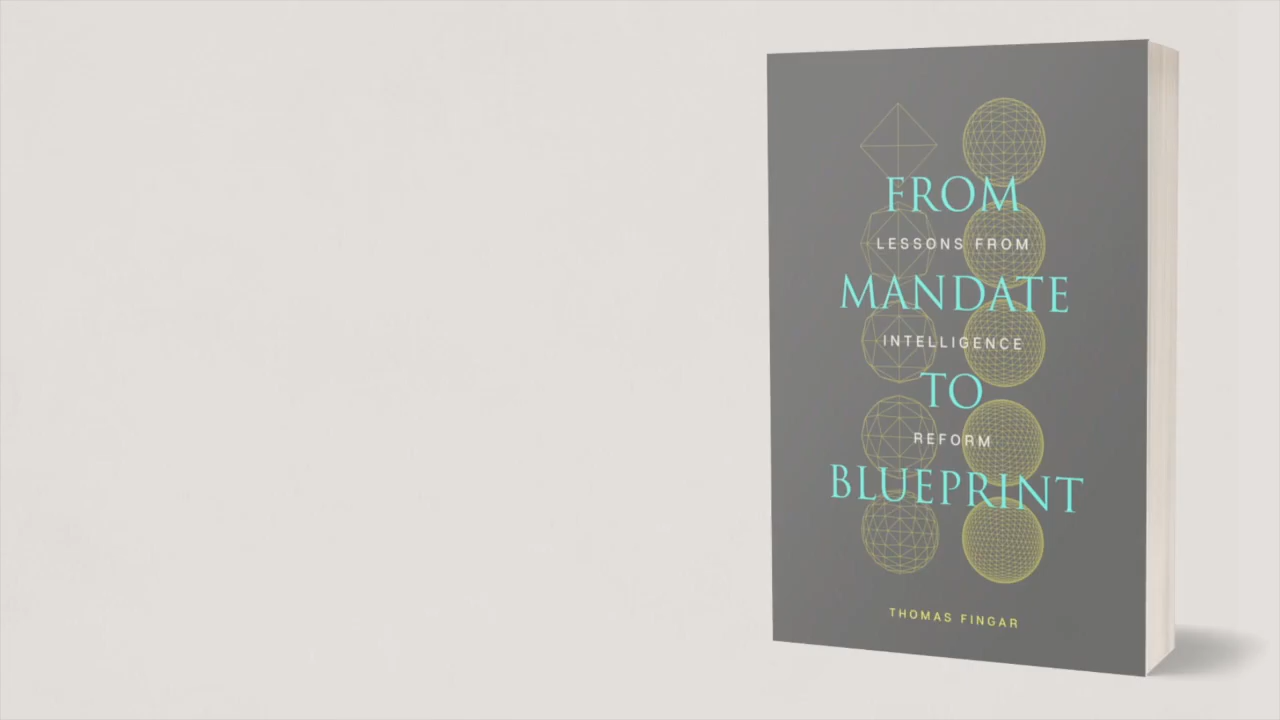 FROM
LESSONS FROM
MANDATE
INTELLIGENCE
TO
REFORM
BLUEPRINT
THOMAS FINGAR